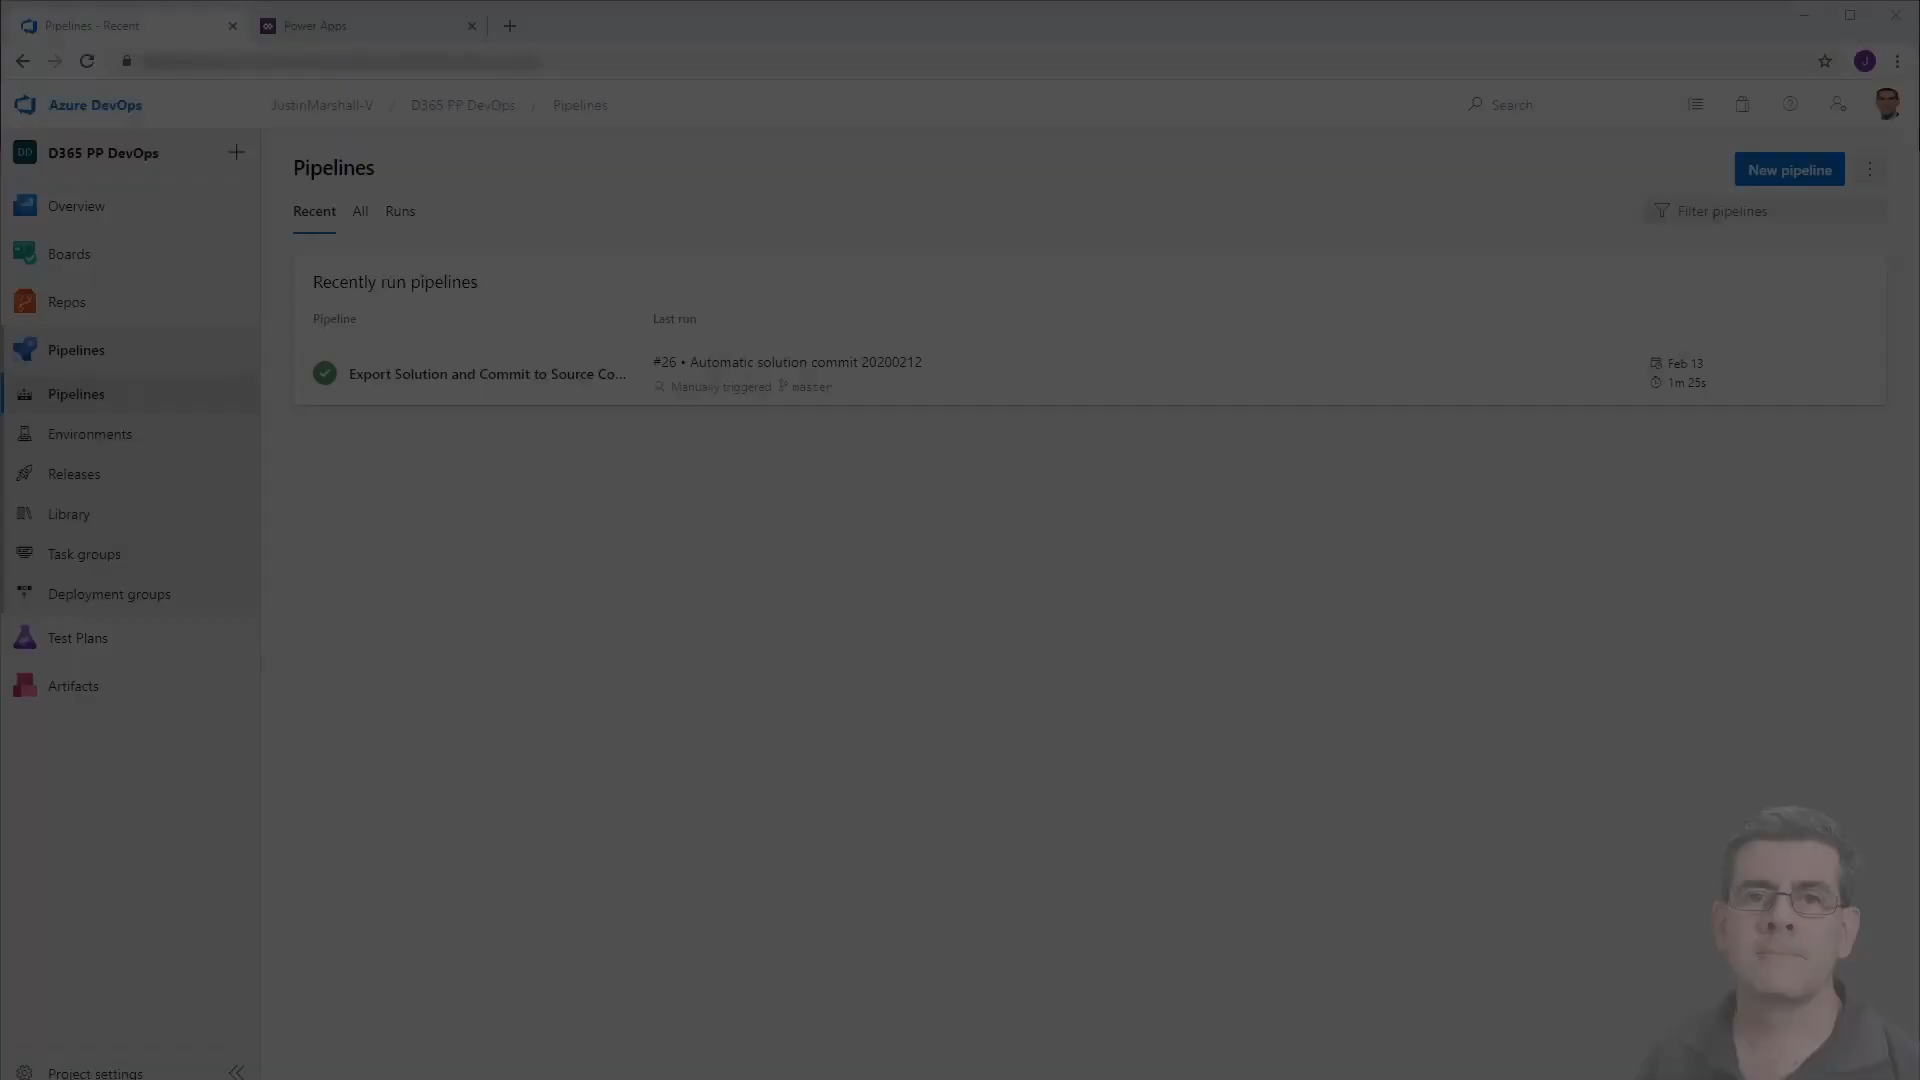 Pipelines - Recent
Power Apps
J
Azure DevOps
JustinMarshall-V / D365 PP DevOps / Pipelines
Search
DD D365 PP DevOps
Pipelines
New pipeline
Overview
Recent All Runs
Filter pipelines
Boards
Recently run pipelines
Repos
Pipeline Last run
Pipelines
Export Solution and Commit to Source Co...
#26 • Automatic solution commit 20200212
Manually triggered master
Feb 13
1m 25s
Pipelines
Environments
Releases
Library
Task groups
Deployment groups
Test Plans
Artifacts
Project settings